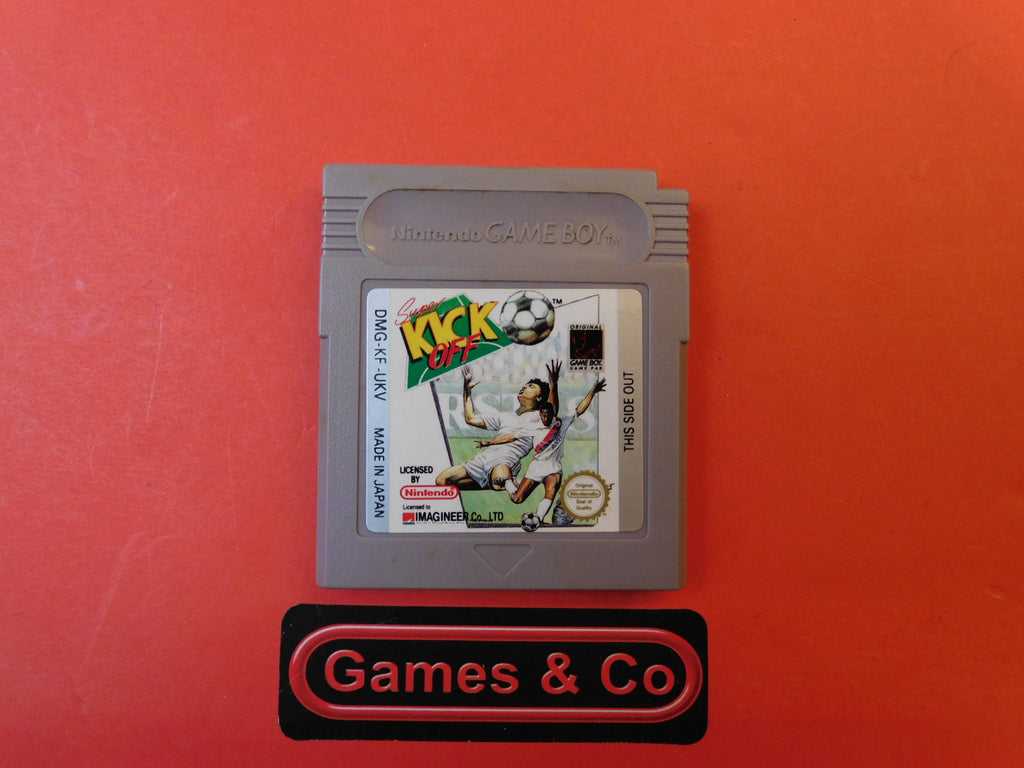 Nintendo GAME BOY TM
Super
KICK
OFF
TM
ORIGINAL
GAME BOY
GAME PAK
DMG-KF-UKV MADE IN JAPAN
THIS SIDE OUT
LICENSED
BY
Nintendo
Licensed to
IMAGINEER Co., LTD
Original
Nintendo
Seal of
Quality
Games & Co